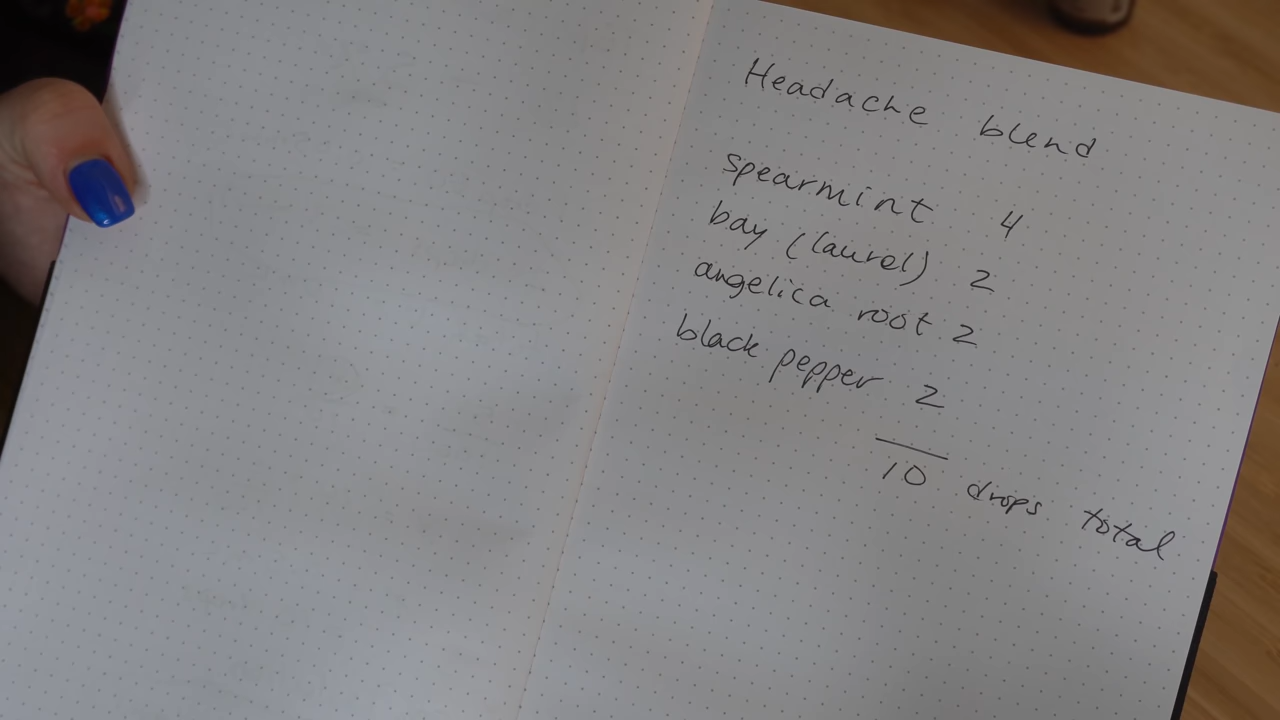 Headache blend
spearmint 4
bay (laurel) 2
angelica root 2
black pepper 2
10 drops total